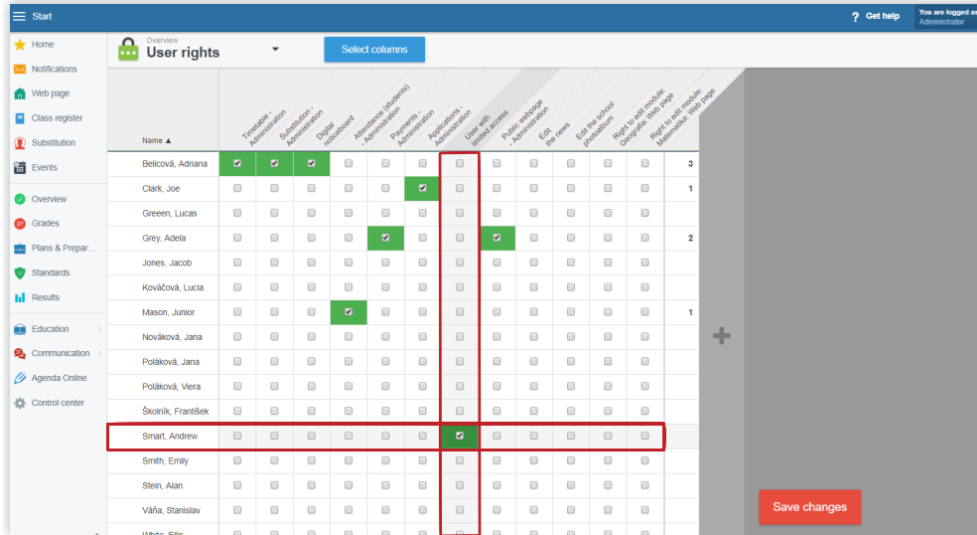 Start
? Get help
You are logged as
Administrator
Home
Notifications
Web page
Class register
Substitution
Events
Overview
Grades
Plans & Prepar...
Standards
Results
Education
Communication
Agenda Online
Control center
Overview
User rights
Select columns
Name ▲
Timetable -
Administration
Substitution -
Administration
Digital
noticeboard
Attendance (students)
- Administration
Payments -
Administration
Applications -
Administration
User with
limited access
Public webpage
- Administration
Edit
the news
Edit the school
photoalbum
Right to edit module:
Geografia: Web page
Right to edit module:
Matematika: Web page
Belicová, Adriana 3
Clark, Joe 1
Greeen, Lucas
Grey, Adela 2
Jones, Jacob
Kováčová, Lucia
Mason, Junior 1
Nováková, Jana
Poláková, Jana
Poláková, Viera
Školník, František
Smart, Andrew
Smith, Emily
Stein, Alan
Váňa, Stanislav
White, Ellis
+
Save changes